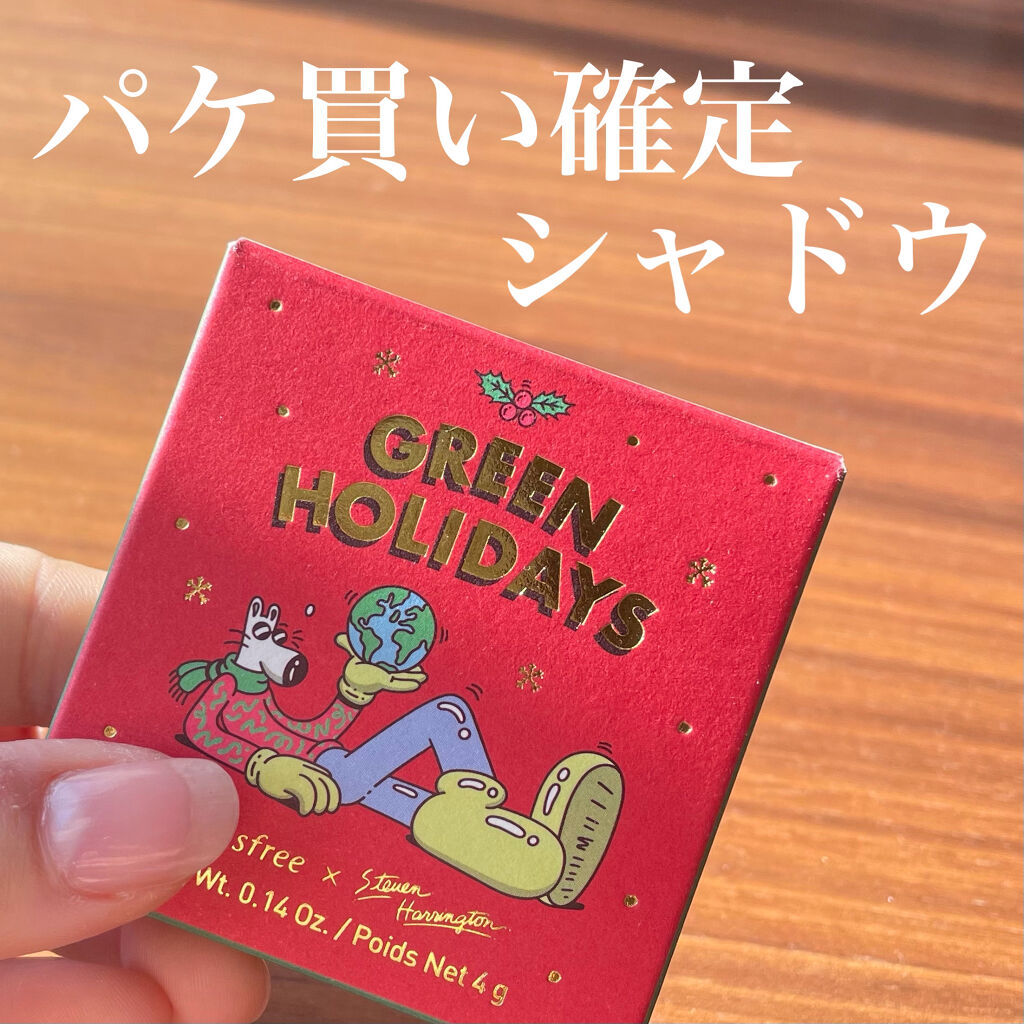 パケ買い確定
シャドウ
GREEN
HOLIDAYS
sfree × Steven Harrington
Wt. 0.14 Oz. / Poids Net 4 g